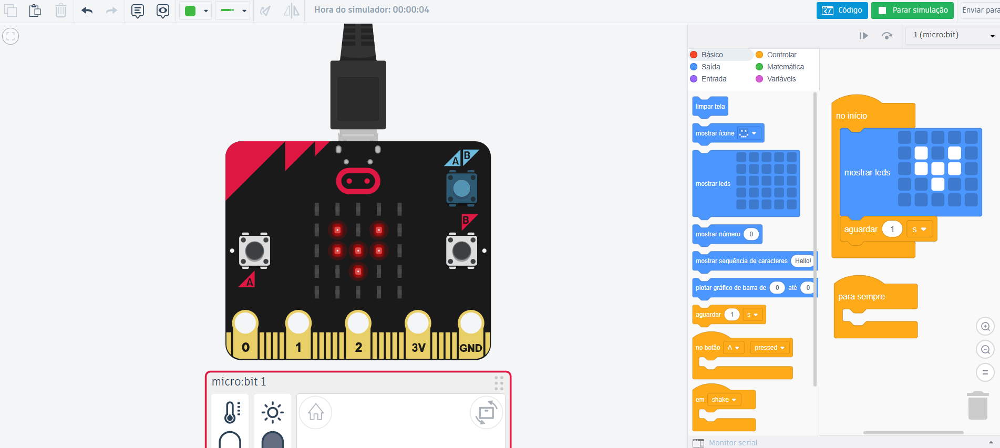 Hora do simulador: 00:00:04
Código
Parar simulação
Enviar para
1 (micro:bit)
Básico
Controlar
Saída
Matemática
Entrada
Variáveis
limpar tela
mostrar ícone
mostrar leds
mostrar número 0
mostrar sequência de caracteres Hello!
plotar gráfico de barra de 0 até 0
aguardar 1 s
no botão A pressed
em shake
no início
mostrar leds
aguardar 1 s
para sempre
Monitor serial
A B
B
A
0 1 2 3V GND
micro:bit 1